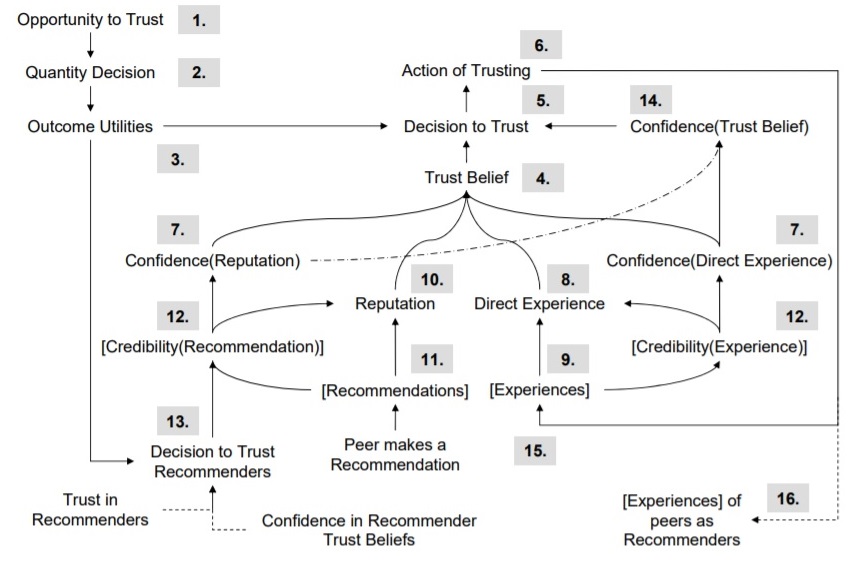 Opportunity to Trust
1.
Quantity Decision
2.
6.
Action of Trusting
5.
14.
Outcome Utilities
Decision to Trust
Confidence(Trust Belief)
3.
Trust Belief
4.
7.
7.
Confidence(Reputation)
Confidence(Direct Experience)
10.
8.
Reputation
Direct Experience
12.
12.
[Credibility(Recommendation)]
[Credibility(Experience)]
11.
9.
[Recommendations]
[Experiences]
13.
Decision to Trust
Recommenders
Peer makes a
Recommendation
15.
Trust in
Recommenders
Confidence in Recommender
Trust Beliefs
[Experiences] of
peers as
Recommenders
16.